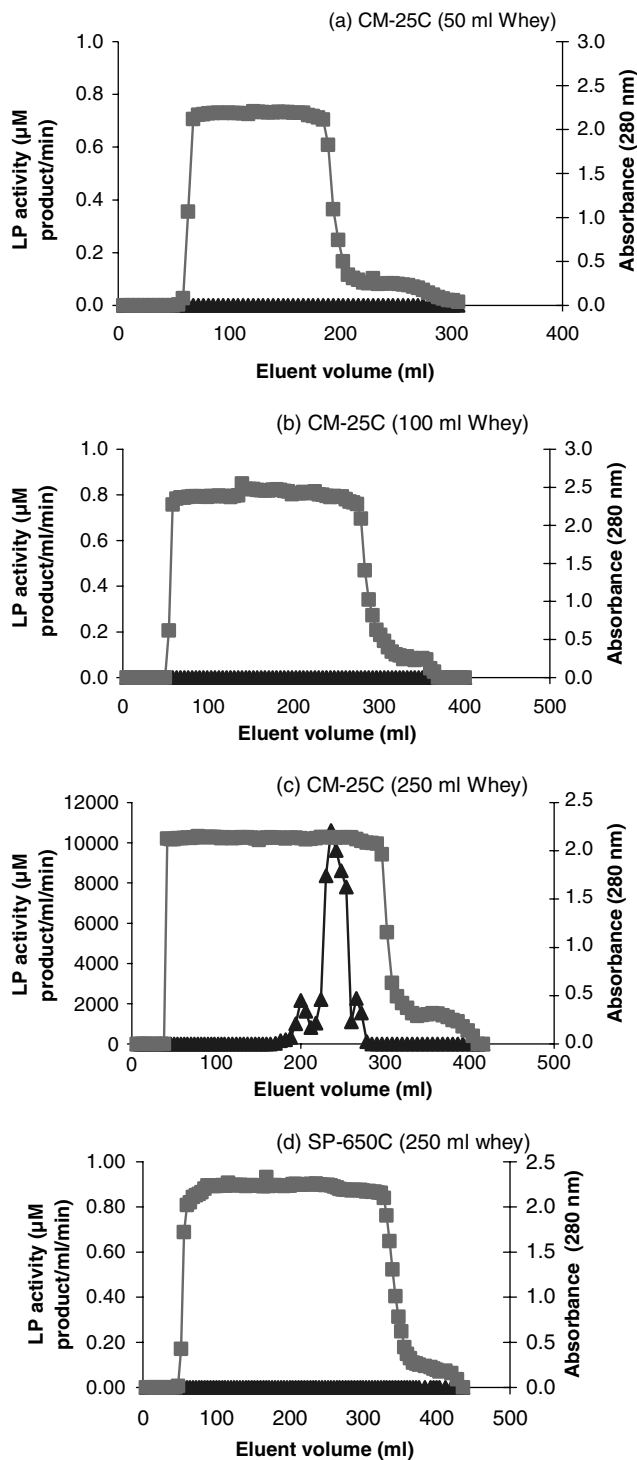 (a) CM-25C (50 ml Whey)
LP activity (µM
product/min)
1.0
0.8
0.6
0.4
0.2
0.0
3.0
2.5
2.0
1.5
1.0
0.5
0.0
Absorbance (280 nm)
0 100 200 300 400
Eluent volume (ml)
(b) CM-25C (100 ml Whey)
LP activity (µM
product/ml/min)
1.0
0.8
0.6
0.4
0.2
0.0
3.0
2.5
2.0
1.5
1.0
0.5
0.0
Absorbance (280 nm)
0 100 200 300 400 500
Eluent volume (ml)
(c) CM-25C (250 ml Whey)
LP activity (µM
product/ml/min)
12000
10000
8000
6000
4000
2000
0
2.5
2.0
1.5
1.0
0.5
0.0
Absorbance (280 nm)
0 100 200 300 400 500
Eluent volume (ml)
(d) SP-650C (250 ml whey)
LP activity (µM
product/ml/min)
1.00
0.80
0.60
0.40
0.20
0.00
2.5
2.0
1.5
1.0
0.5
0.0
Absorbance (280 nm)
0 100 200 300 400 500
Eluent volume (ml)